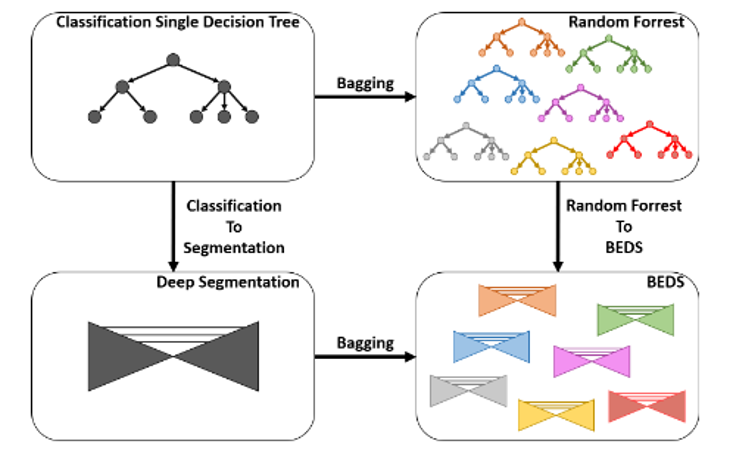 Classification Single Decision Tree
Random Forrest
Bagging
Classification
To
Segmentation
Random Forrest
To
BEDS
Deep Segmentation
BEDS
Bagging